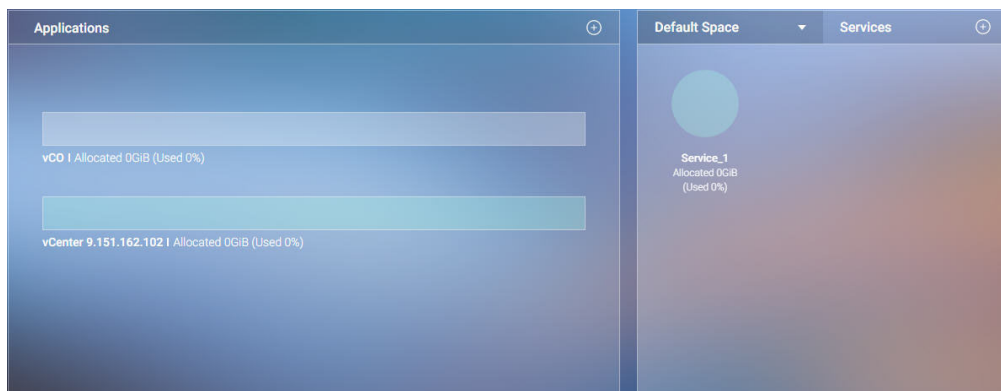 Applications
vCO | Allocated 0GiB (Used 0%)
vCenter 9.151.162.102 | Allocated 0GiB (Used 0%)
Default Space
Services
Service_1
Allocated 0GiB
(Used 0%)